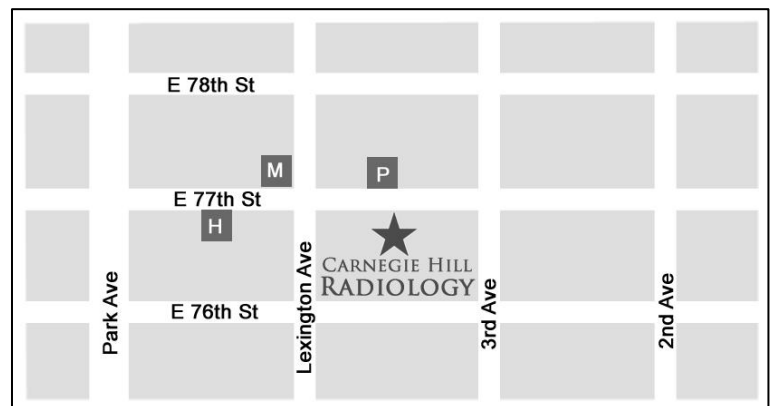 E 78th St
M
P
E 77th St
H
CARNEGIE HILL
RADIOLOGY
E 76th St
Park Ave
Lexington Ave
3rd Ave
2nd Ave